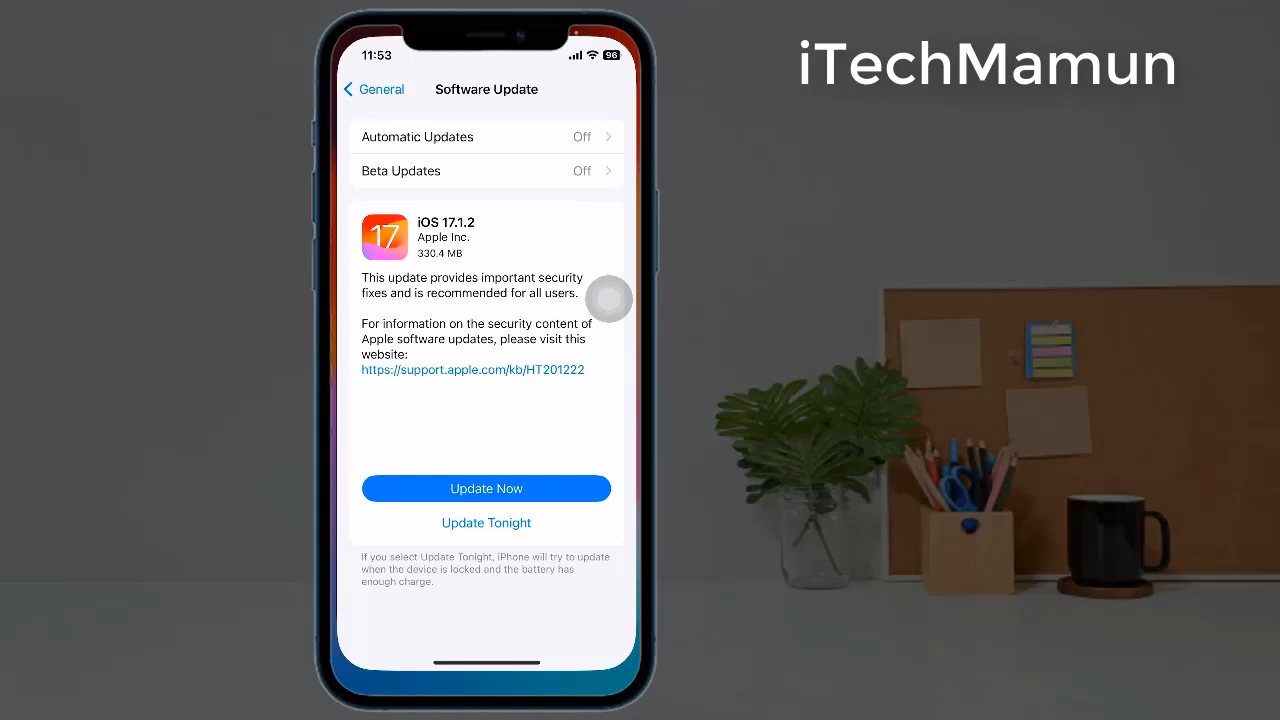 iTechMamun
11:53
96
General
Software Update
Automatic Updates
Off
Beta Updates
Off
17
iOS 17.1.2
Apple Inc.
330.4 MB
This update provides important security
fixes and is recommended for all users.
For information on the security content of
Apple software updates, please visit this
website:
https://support.apple.com/kb/HT201222
Update Now
Update Tonight
If you select Update Tonight, iPhone will try to update
when the device is locked and the battery has
enough charge.